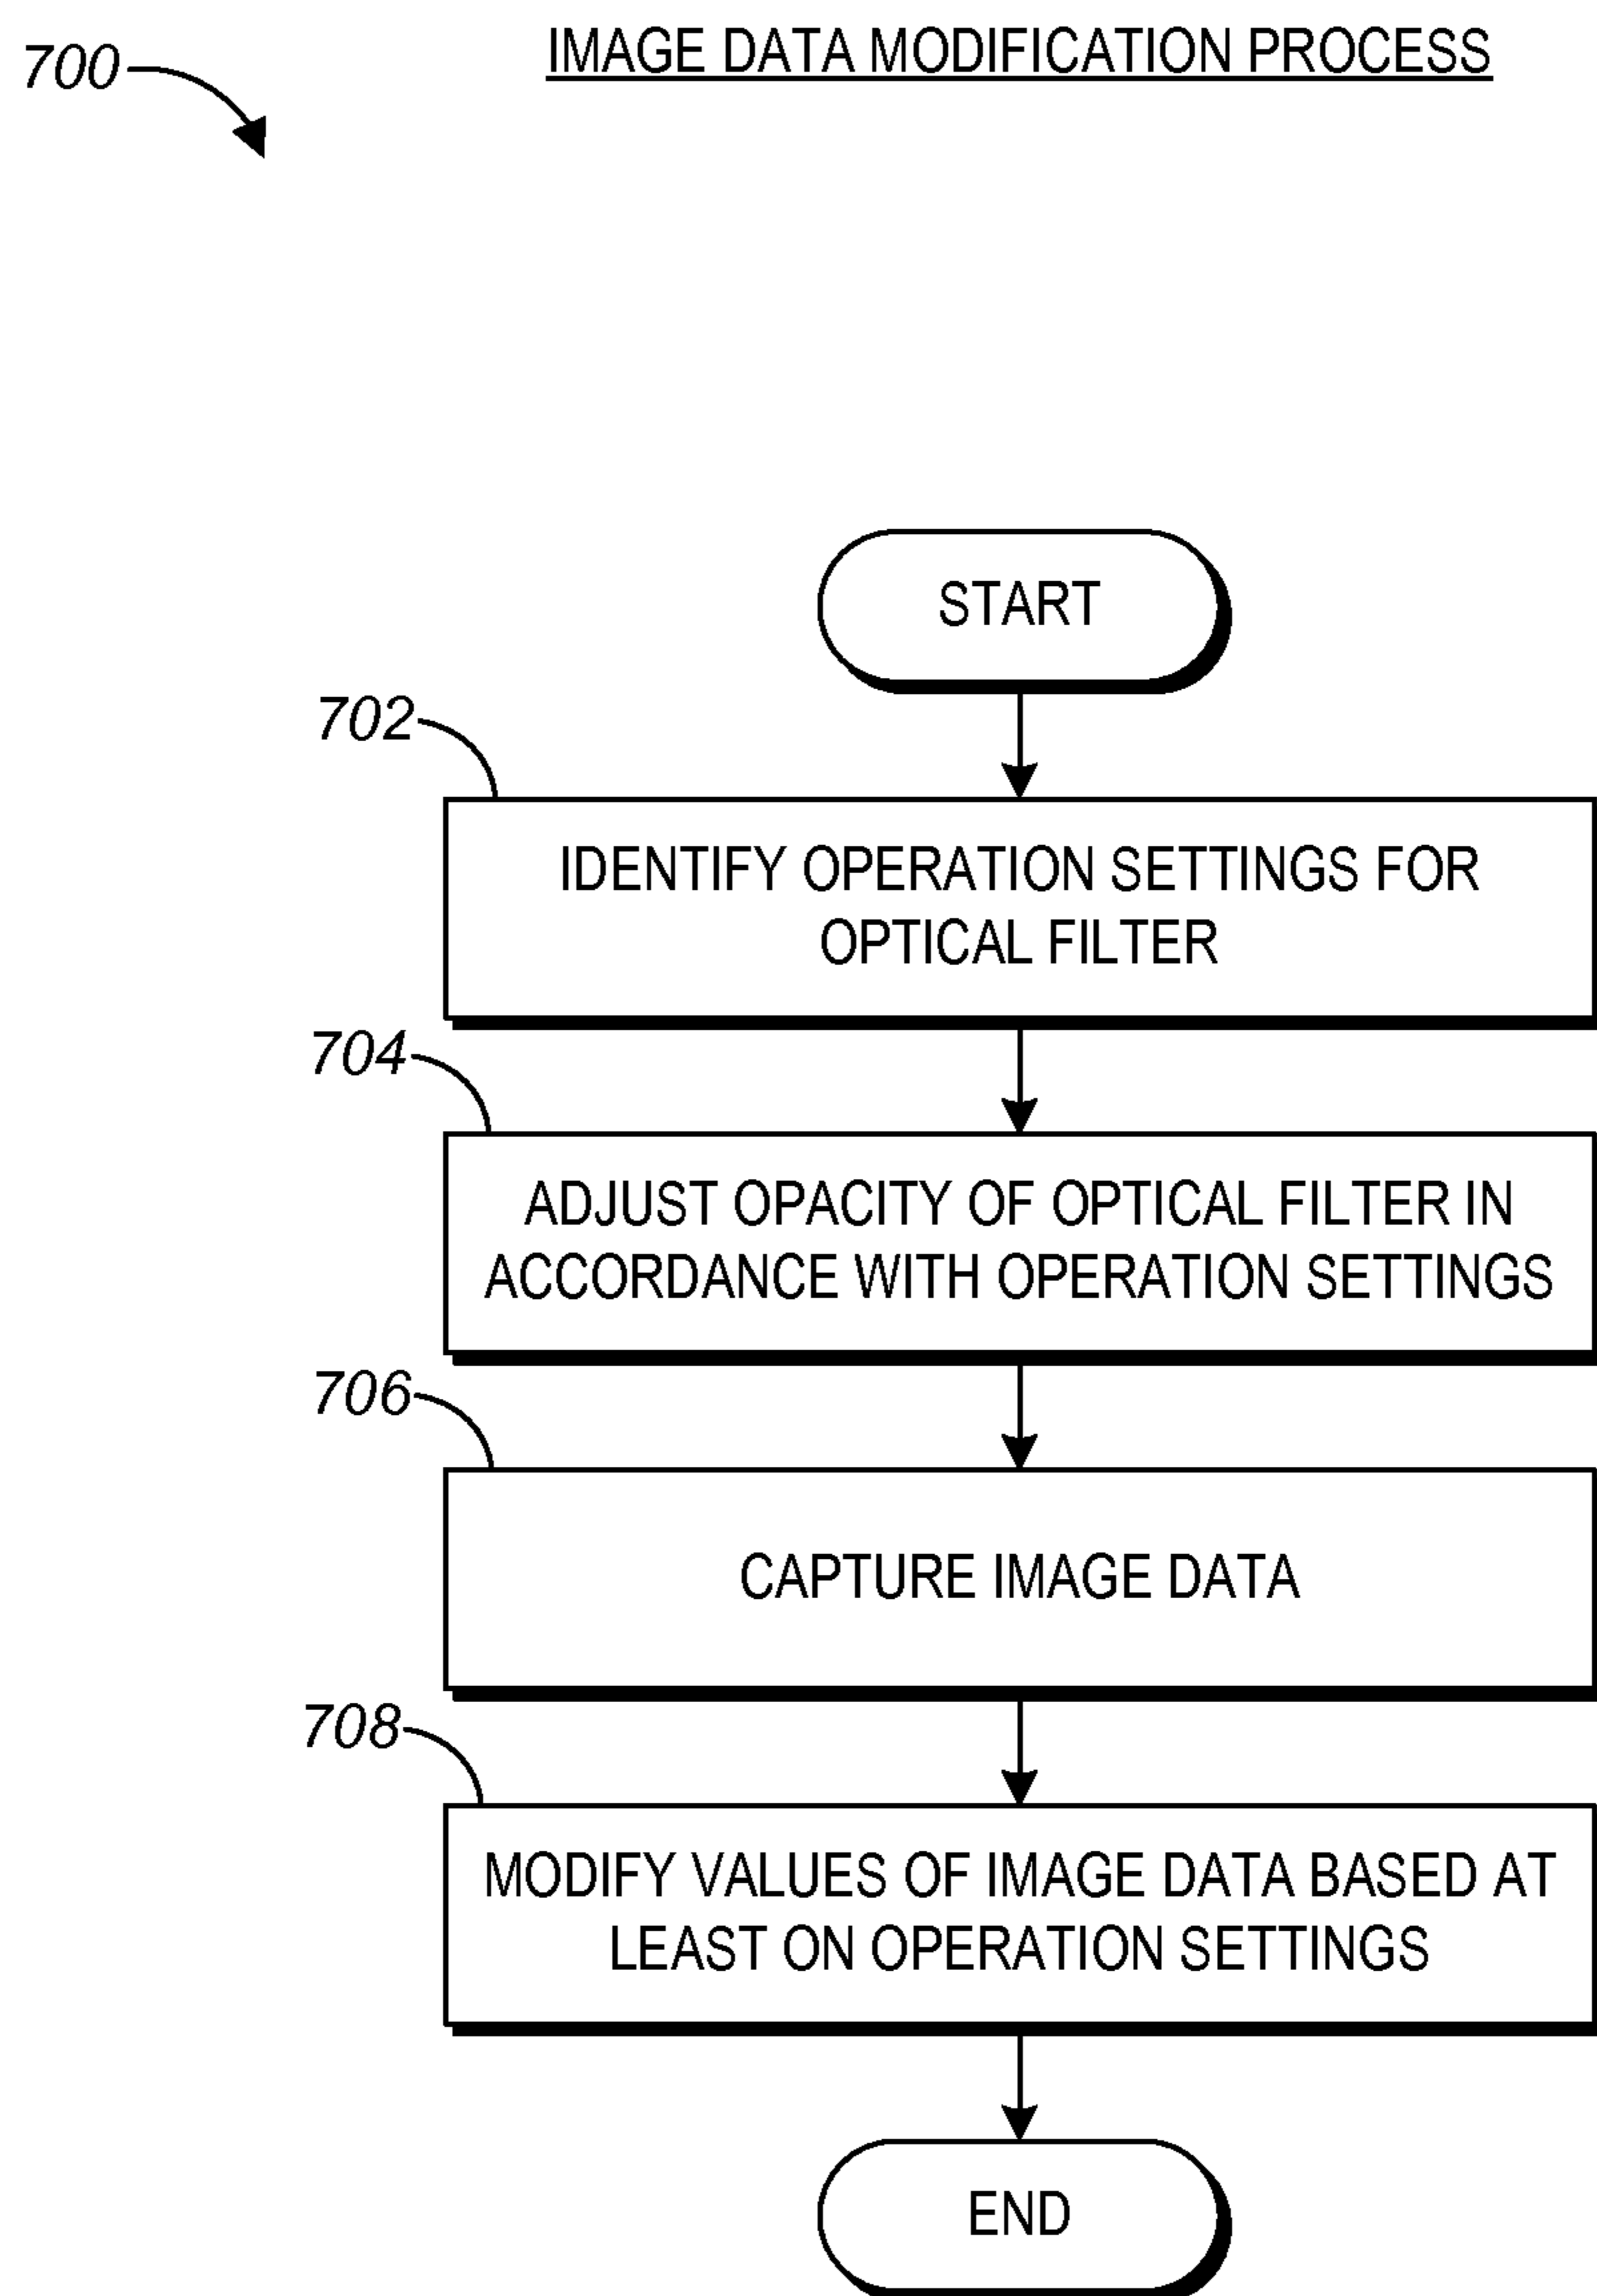 700
IMAGE DATA MODIFICATION PROCESS
START
702
IDENTIFY OPERATION SETTINGS FOR
OPTICAL FILTER
704
ADJUST OPACITY OF OPTICAL FILTER IN
ACCORDANCE WITH OPERATION SETTINGS
706
CAPTURE IMAGE DATA
708
MODIFY VALUES OF IMAGE DATA BASED AT
LEAST ON OPERATION SETTINGS
END